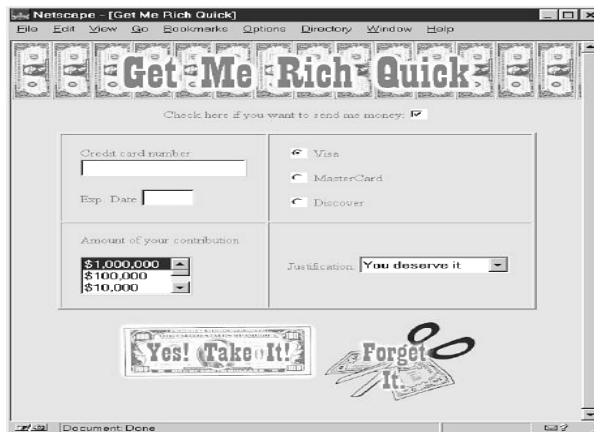 Netscape - [Get Me Rich Quick]
File Edit View Go Bookmarks Options Directory Window Help
Get Me Rich Quick
Check here if you want to send me money:
Credit card number
Visa
MasterCard
Exp. Date
Discover
Amount of your contribution
$1,000,000
$100,000
$10,000
Justification You deserve it
Yes! Take It!
Forget
It.
Document: Done